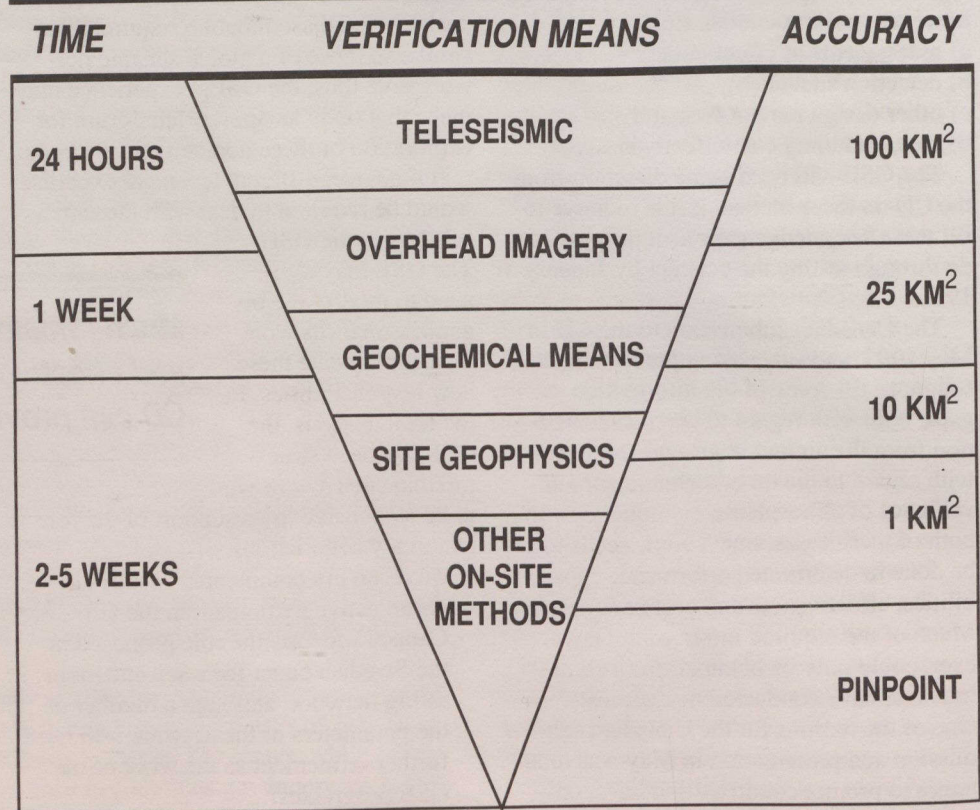 TIME VERIFICATION MEANS ACCURACY
24 HOURS TELESEISMIC 100 KM²
OVERHEAD IMAGERY
1 WEEK 25 KM²
GEOCHEMICAL MEANS
10 KM²
SITE GEOPHYSICS
1 KM²
2-5 WEEKS OTHER
ON-SITE
METHODS
PINPOINT